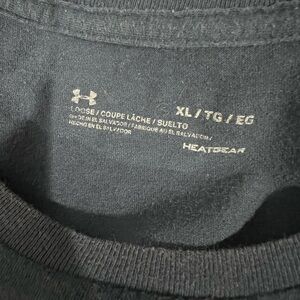 XL / TG / EG
LOOSE / COUPE LÂCHE / SUELTO
IN EL SALVADOR / FABRIQUÉ AU EL SALVADOR /
HECHO EN EL SALVADOR
HEATGEAR